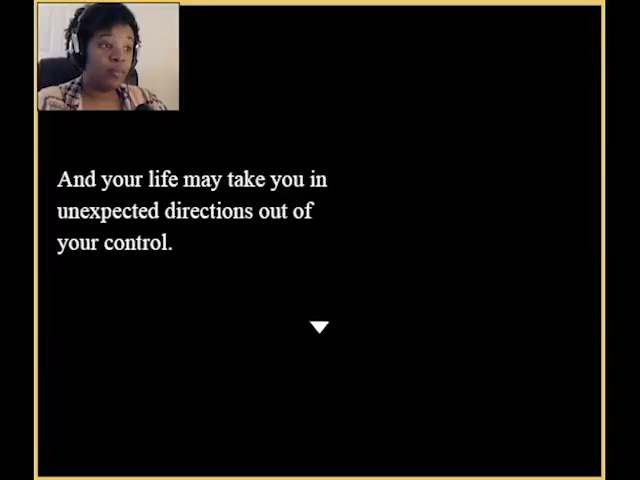 And your life may take you in
unexpected directions out of
your control.